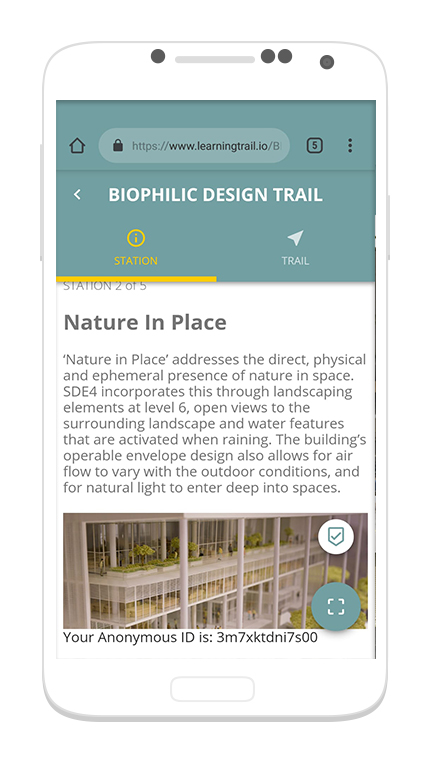 https://www.learningtrail.io/B
5
BIOPHILIC DESIGN TRAIL
STATION
TRAIL
STATION 2 of 5
Nature In Place
‘Nature in Place’ addresses the direct, physical
and ephemeral presence of nature in space.
SDE4 incorporates this through landscaping
elements at level 6, open views to the
surrounding landscape and water features
that are activated when raining. The building’s
operable envelope design also allows for air
flow to vary with the outdoor conditions, and
for natural light to enter deep into spaces.
Your Anonymous ID is: 3m7xktdni7s00